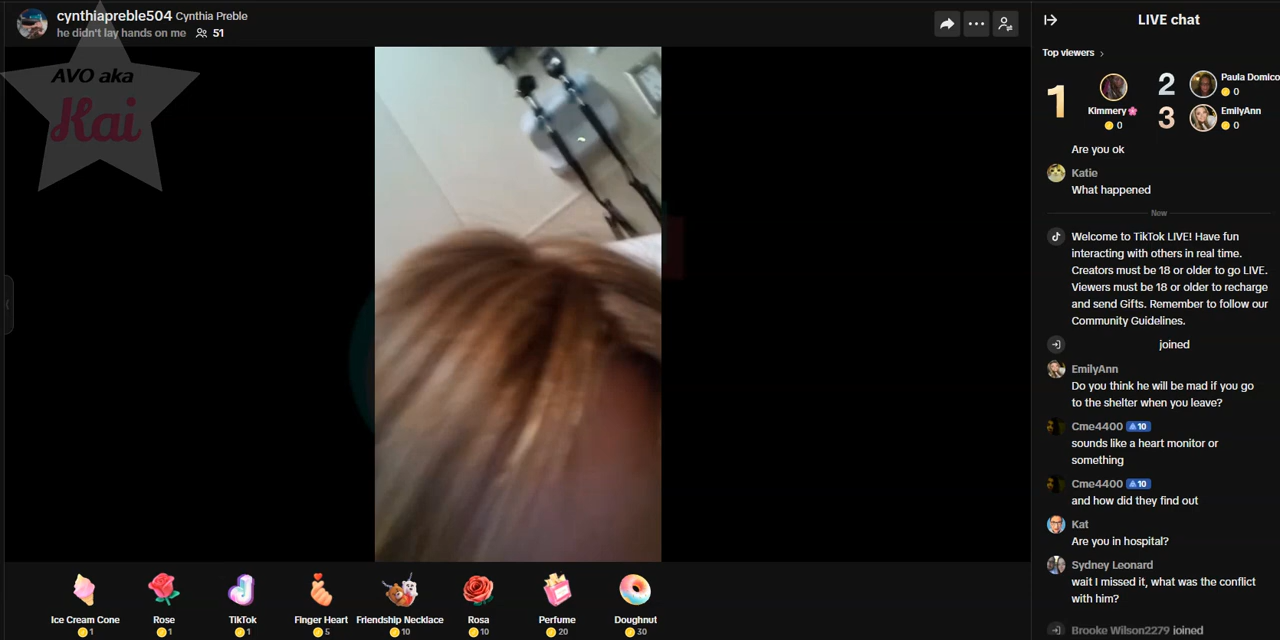 cynthiapreble504 Cynthia Preble
he didn't lay hands on me 51
AVO aka
Kai
LIVE chat
Top viewers >
1
Kimmery🌸
0
2
Paula Domico
0
3
EmilyAnn
0
Are you ok
Katie
What happened
Now
Welcome to TikTok LIVE! Have fun
interacting with others in real time.
Creators must be 18 or older to go LIVE.
Viewers must be 18 or older to recharge
and send Gifts. Remember to follow our
Community Guidelines.
joined
EmilyAnn
Do you think he will be mad if you go
to the shelter when you leave?
Cme4400 10
sounds like a heart monitor or
something
Cme4400 10
and how did they find out
Kat
Are you in hospital?
Sydney Leonard
wait I missed it, what was the conflict
with him?
Brooke Wilson2279 joined
Ice Cream Cone
1
Rose
1
TikTok
1
Finger Heart
5
Friendship Necklace
10
Rosa
10
Perfume
20
Doughnut
30